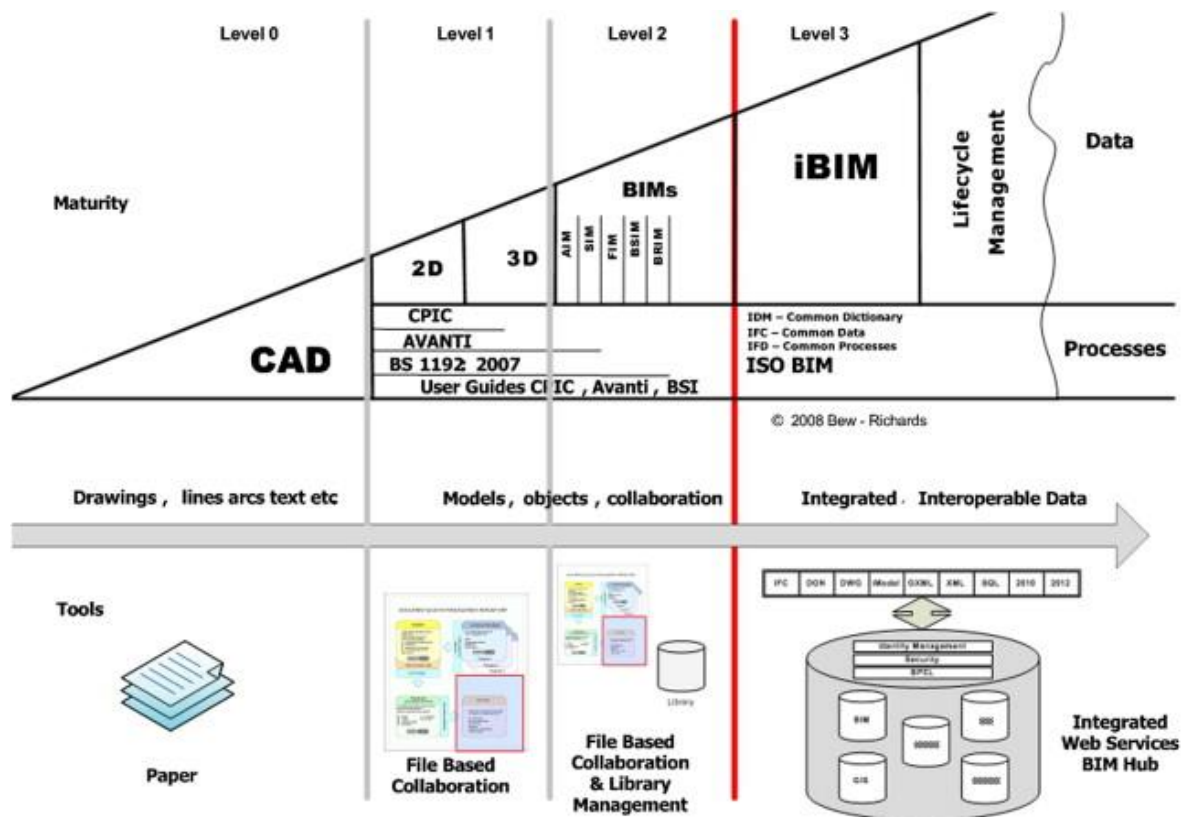 Level 0
Level 1
Level 2
Level 3
Maturity
CAD
2D
3D
BIMs
AIM
SIM
FIM
BSIM
BRIM
iBIM
Lifecycle
Management
Data
CPIC
AVANTI
BS 1192: 2007
User Guides CPIC , Avanti , BSI
IDM – Common Dictionary
IFC – Common Data
IFD – Common Processes
ISO BIM
Processes
© 2008 Bew - Richards
Drawings , lines arcs text etc
Models , objects , collaboration
Integrated , Interoperable Data
Tools
Paper
File Based
Collaboration
Library
File Based
Collaboration
& Library
Management
IFC
DWG
XML
SQL
2010
2012
Identity Management
Security
BIM
GIS
Integrated
Web Services
BIM Hub